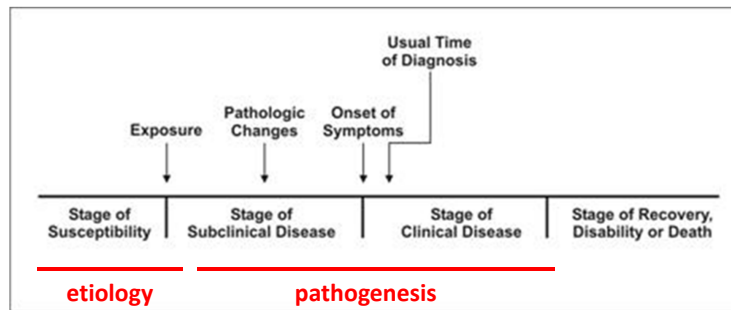 Usual Time
of Diagnosis
Exposure
Pathologic
Changes
Onset of
Symptoms
Stage of
Susceptibility
Stage of
Subclinical Disease
Stage of
Clinical Disease
Stage of Recovery,
Disability or Death
etiology
pathogenesis